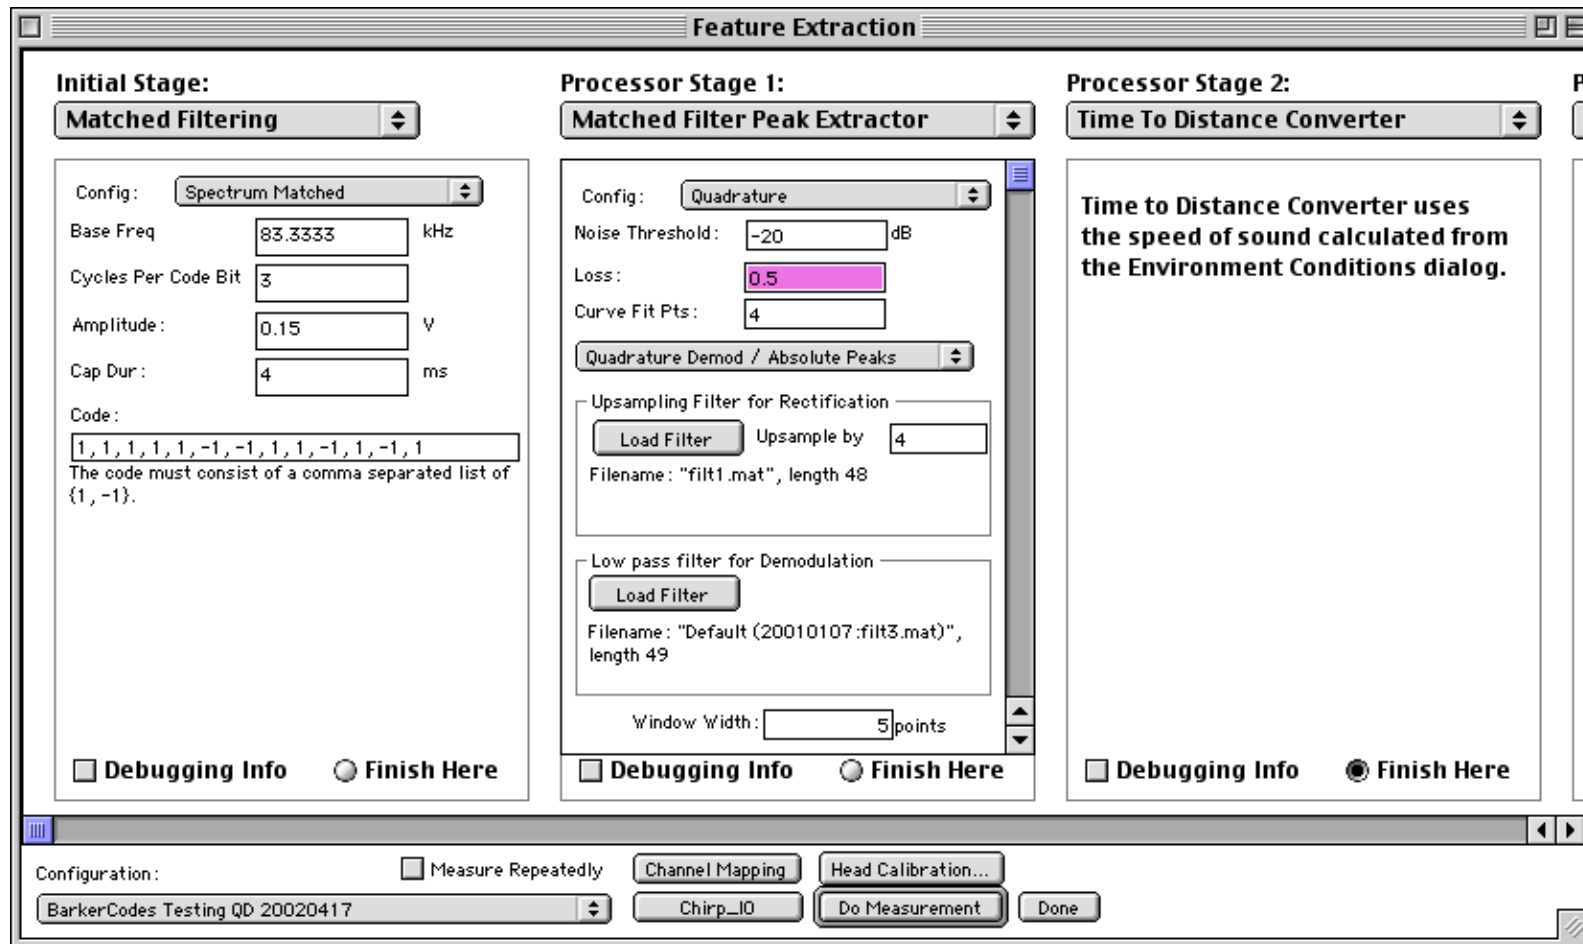 Feature Extraction
Initial Stage:
Matched Filtering
Config: Spectrum Matched
Base Freq 83.3333 kHz
Cycles Per Code Bit 3
Amplitude: 0.15 V
Cap Dur: 4 ms
Code:
1, 1, 1, 1, 1, -1, -1, 1, 1, -1, 1, -1, 1
The code must consist of a comma separated list of
{1, -1}.
Debugging Info Finish Here
Processor Stage 1:
Matched Filter Peak Extractor
Config: Quadrature
Noise Threshold: -20 dB
Loss: 0.5
Curve Fit Pts: 4
Quadrature Demod / Absolute Peaks
Upsampling Filter for Rectification
Load Filter Upsample by 4
Filename: "filt1.mat", length 48
Low pass filter for Demodulation
Load Filter
Filename: "Default (20010107:filt3.mat)",
length 49
Window Width: 5 points
Debugging Info Finish Here
Processor Stage 2:
Time To Distance Converter
Time to Distance Converter uses
the speed of sound calculated from
the Environment Conditions dialog.
Debugging Info Finish Here
Configuration: Measure Repeatedly Channel Mapping Head Calibration...
BarkerCodes Testing QD 20020417 Chirp_IO Do Measurement Done